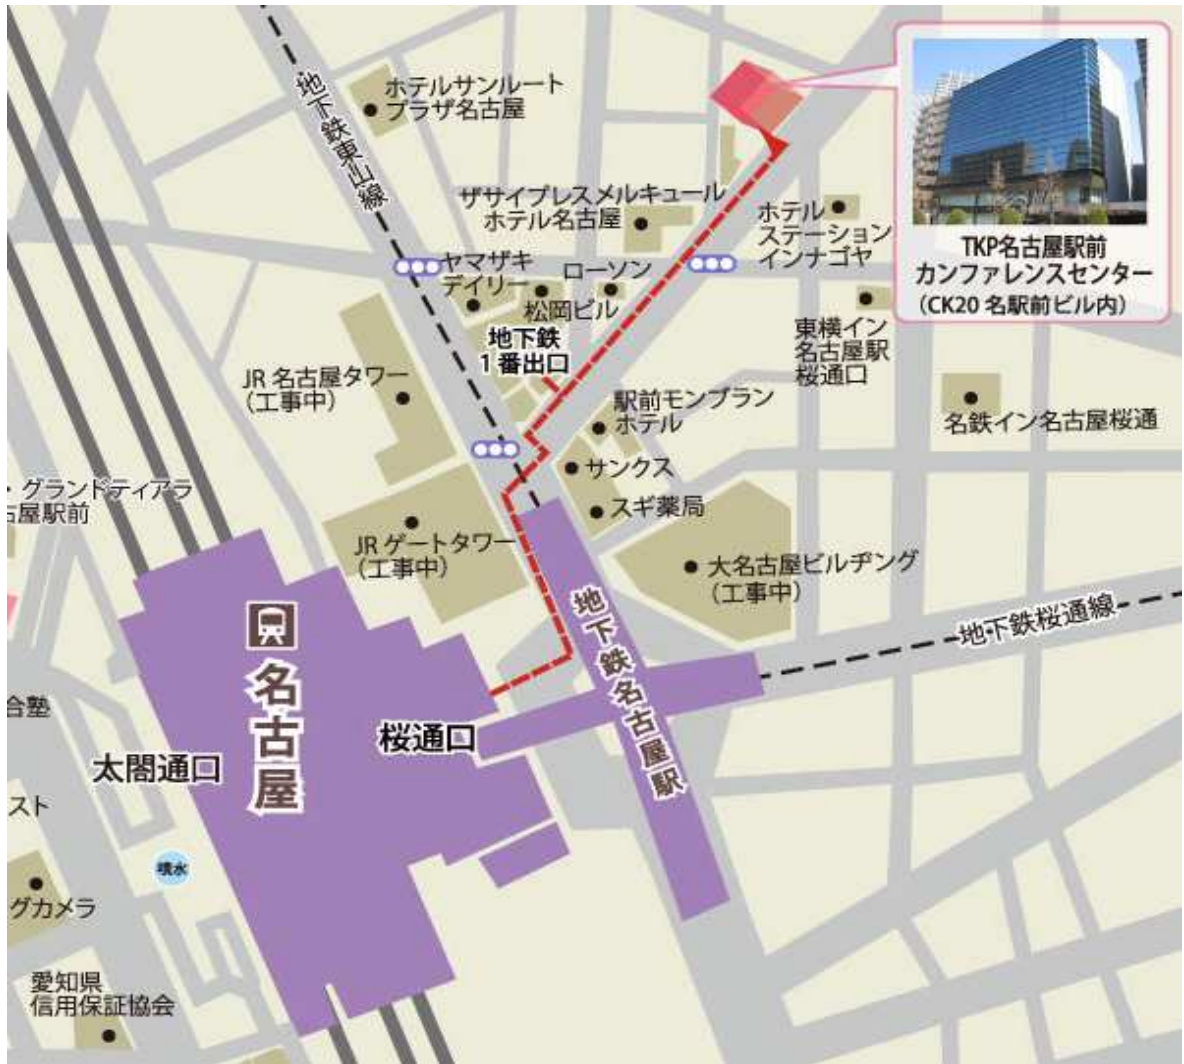 地下鉄東山線
ホテルサンルート
プラザ名古屋
ザサイプレスメルキュール
ホテル名古屋
ホテル
ステーション
インナゴヤ
TKP名古屋駅前
カンファレンスセンター
(CK20 名駅前ビル内)
ヤマザキ
デイリー
ローソン
松岡ビル
地下鉄
1番出口
東横イン
名古屋駅
桜通口
JR 名古屋タワー
(工事中)
駅前モンブラン
ホテル
名鉄イン名古屋桜通
サンクス
・グランドティアラ
古屋駅前
スギ薬局
JRゲートタワー
(工事中)
大名古屋ビルヂング
(工事中)
地下鉄名古屋駅
地下鉄桜通線
名古屋
合塾
桜通口
太閤通口
スト
噴水
グカメラ
愛知県
信用保証協会